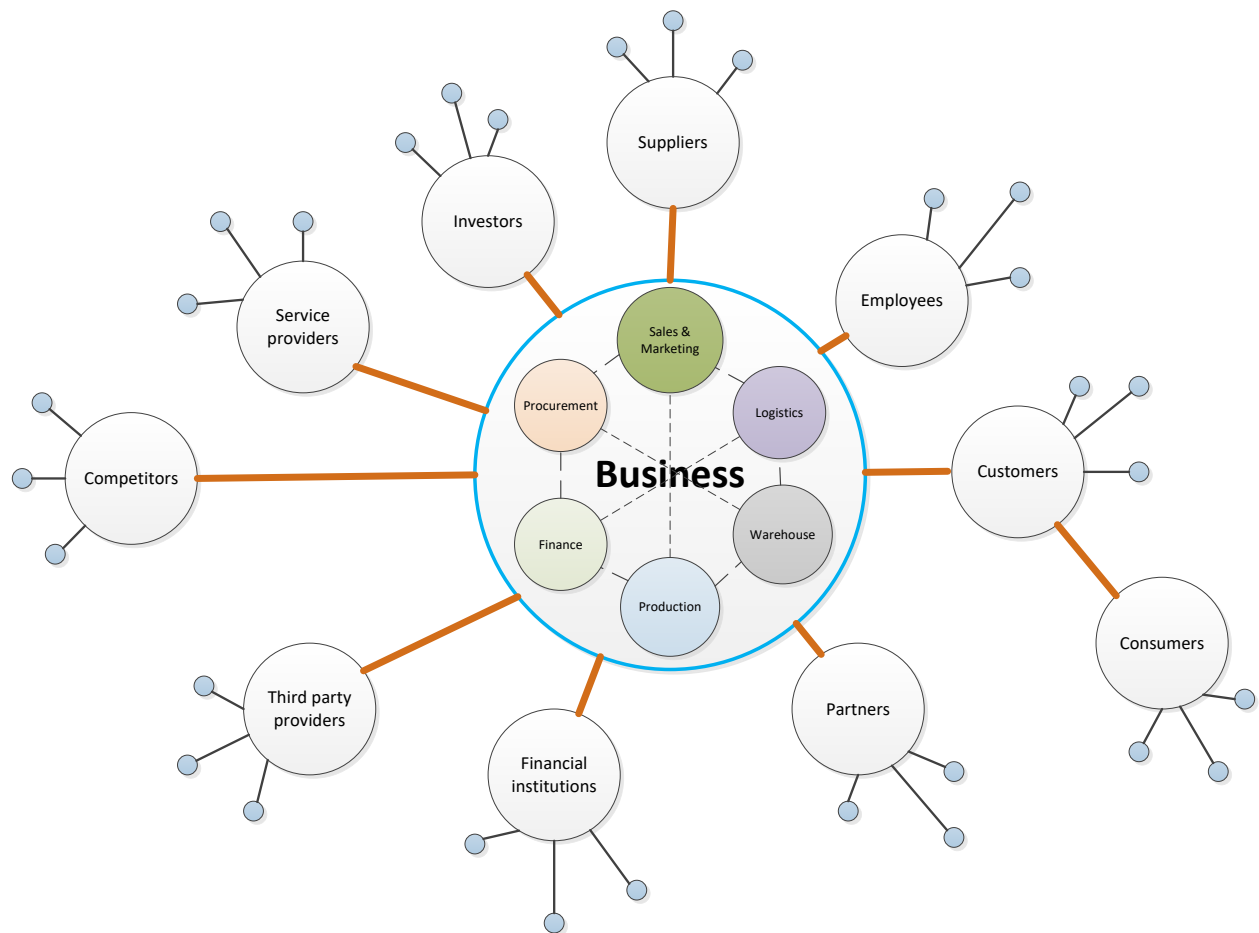 Suppliers
Investors
Employees
Service
providers
Sales &
Marketing
Procurement
Logistics
Business
Competitors
Customers
Finance
Warehouse
Production
Consumers
Third party
providers
Partners
Financial
institutions